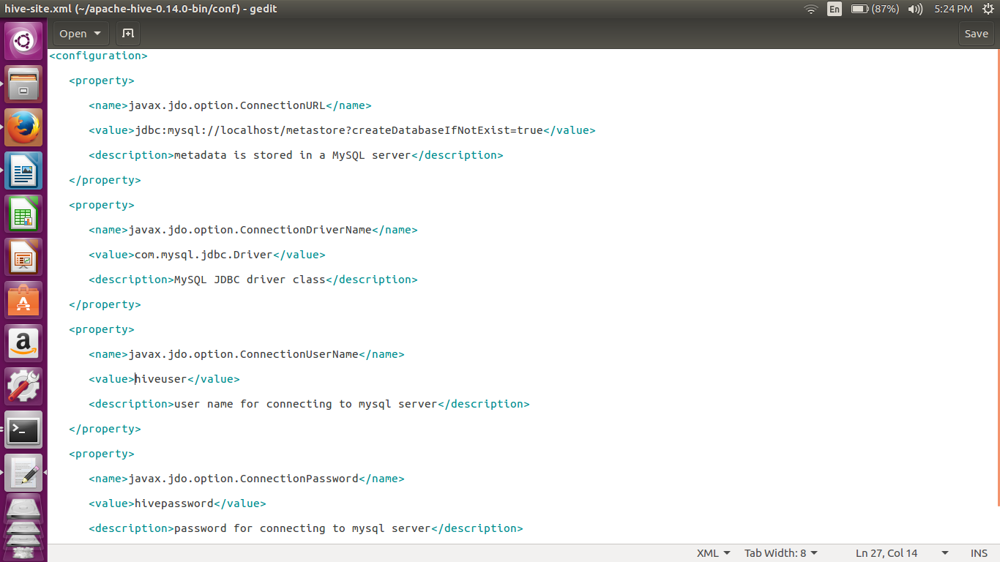 hive-site.xml (~/apache-hive-0.14.0-bin/conf) - gedit
En
(87%)
5:24 PM
Open
Save
<configuration>
<property>
<name>javax.jdo.option.ConnectionURL</name>
<value>jdbc:mysql://localhost/metastore?createDatabaseIfNotExist=true</value>
<description>metadata is stored in a MySQL server</description>
</property>
<property>
<name>javax.jdo.option.ConnectionDriverName</name>
<value>com.mysql.jdbc.Driver</value>
<description>MySQL JDBC driver class</description>
</property>
<property>
<name>javax.jdo.option.ConnectionUserName</name>
<value>hiveuser</value>
<description>user name for connecting to mysql server</description>
</property>
<property>
<name>javax.jdo.option.ConnectionPassword</name>
<value>hivepassword</value>
<description>password for connecting to mysql server</description>
XML
Tab Width: 8
Ln 27, Col 14
INS